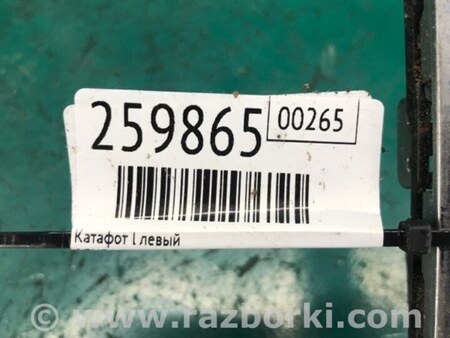 259865 00265
Катафот l левый
www.razborki.com